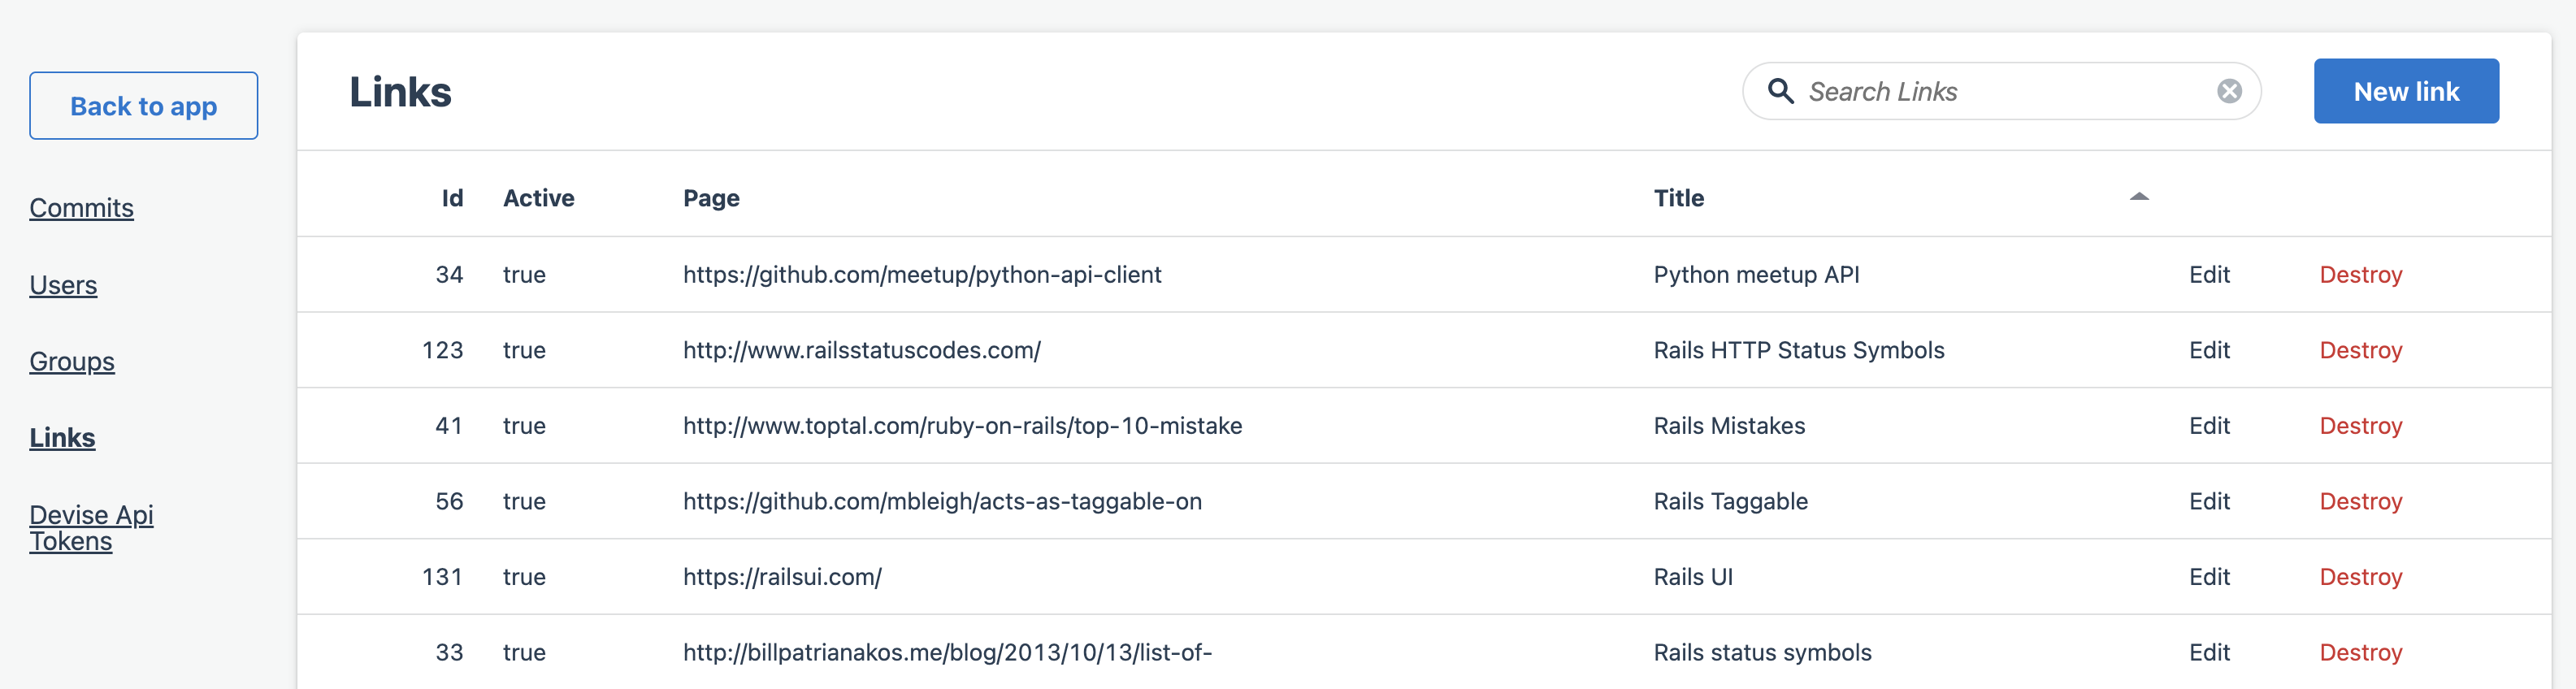 Back to app
Commits
Users
Groups
Links
Devise Api
Tokens
Links
Search Links
New link
Id Active Page Title
34 true https://github.com/meetup/python-api-client Python meetup API Edit Destroy
123 true http://www.railsstatuscodes.com/ Rails HTTP Status Symbols Edit Destroy
41 true http://www.toptal.com/ruby-on-rails/top-10-mistake Rails Mistakes Edit Destroy
56 true https://github.com/mbleigh/acts-as-taggable-on Rails Taggable Edit Destroy
131 true https://railsui.com/ Rails UI Edit Destroy
33 true http://billpatrianakos.me/blog/2013/10/13/list-of- Rails status symbols Edit Destroy